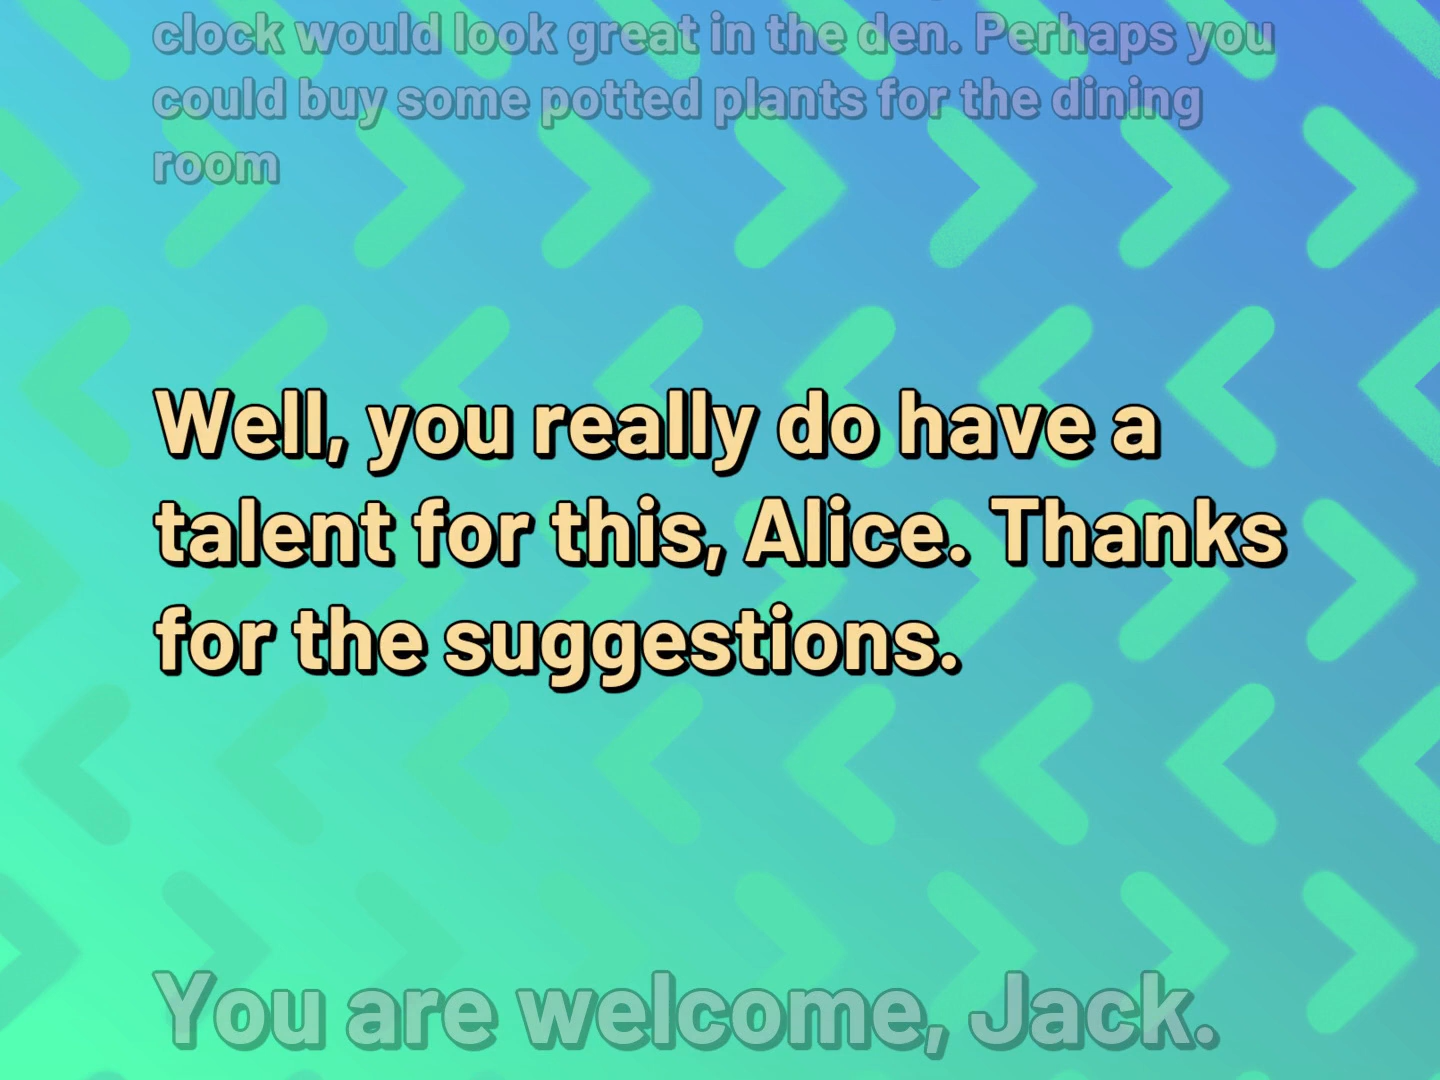 clock would look great in the den. Perhaps you
could buy some potted plants for the dining
room
Well, you really do have a
talent for this, Alice. Thanks
for the suggestions.
You are welcome, Jack.